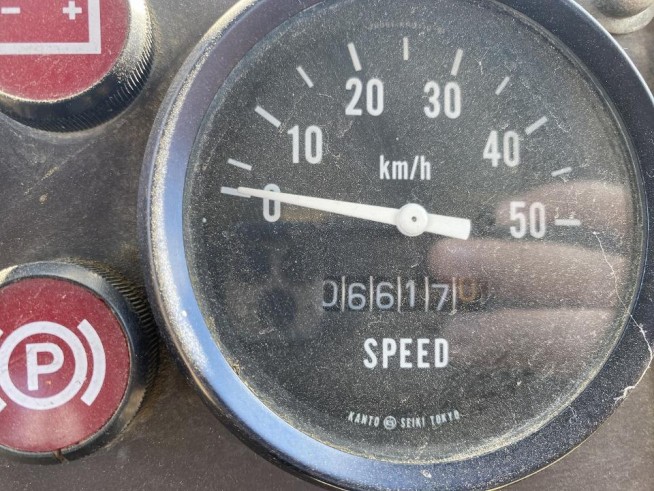 - +
20 30
10 40
km/h
0 50
06617
SPEED
P
KANTO SEIKI TOKYO